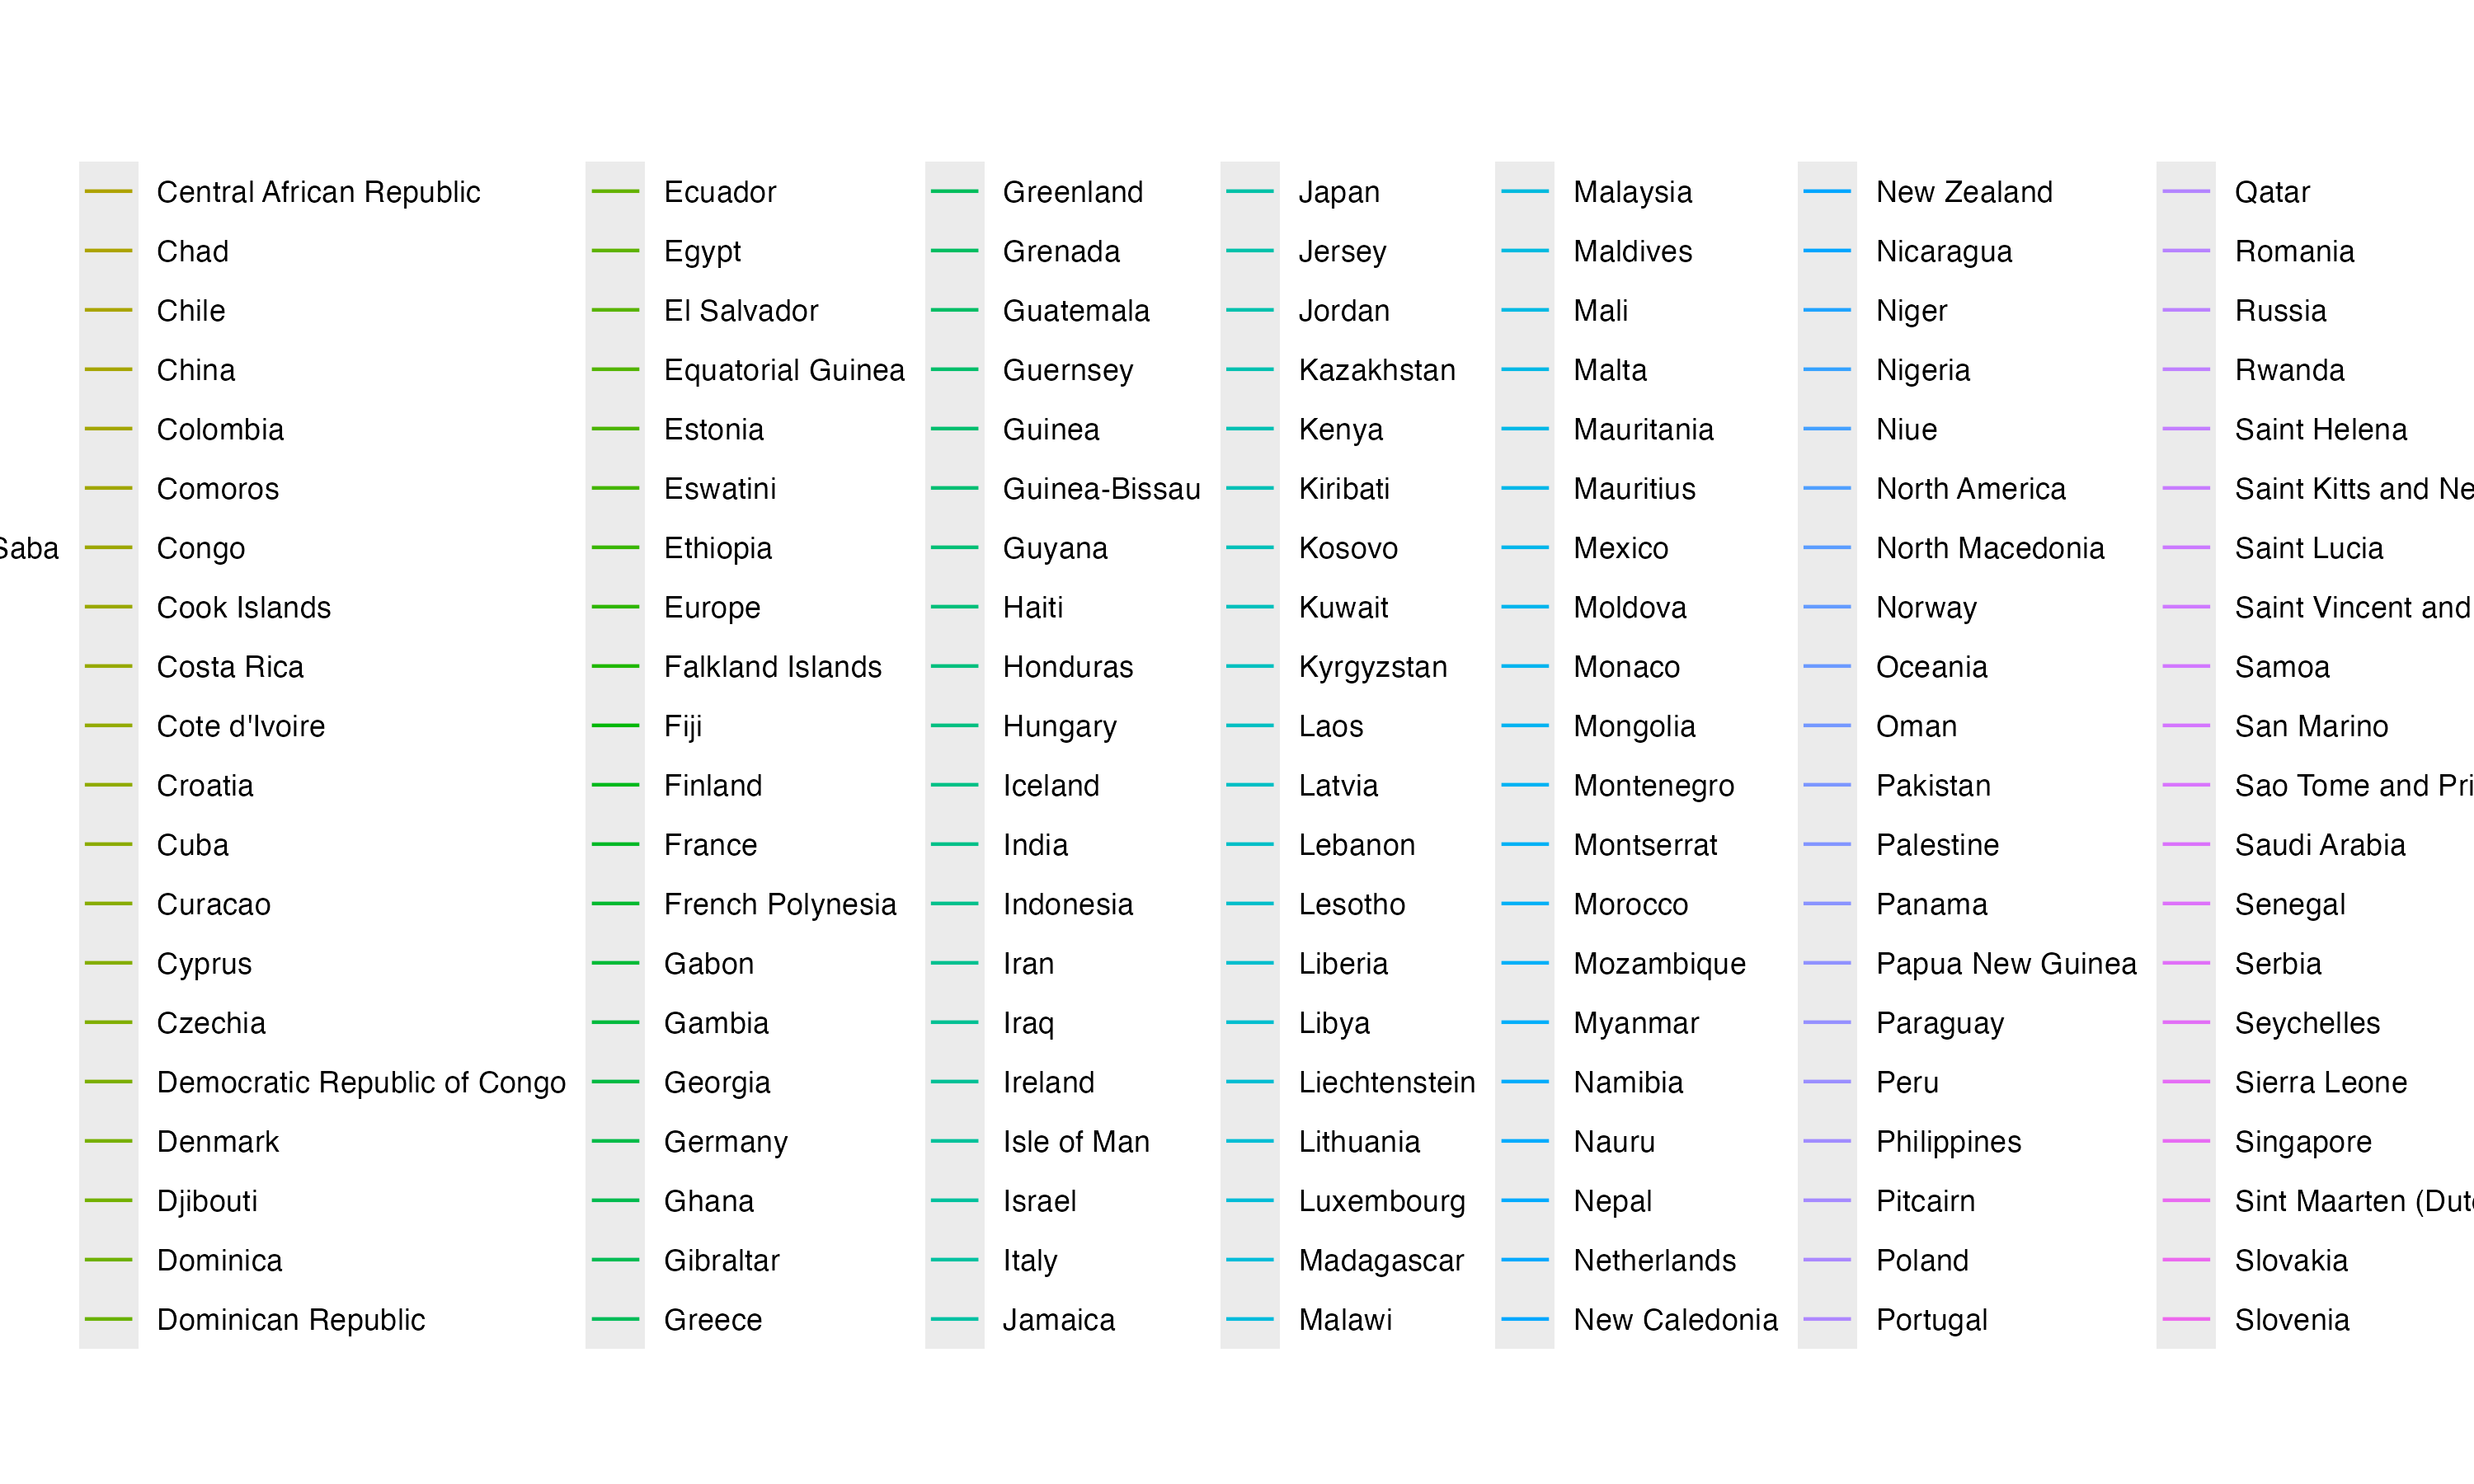 Central African Republic
Chad
Chile
China
Colombia
Comoros
Saba
Congo
Cook Islands
Costa Rica
Cote d'Ivoire
Croatia
Cuba
Curacao
Cyprus
Czechia
Democratic Republic of Congo
Denmark
Djibouti
Dominica
Dominican Republic
Ecuador
Egypt
El Salvador
Equatorial Guinea
Estonia
Eswatini
Ethiopia
Europe
Falkland Islands
Fiji
Finland
France
French Polynesia
Gabon
Gambia
Georgia
Germany
Ghana
Gibraltar
Greece
Greenland
Grenada
Guatemala
Guernsey
Guinea
Guinea-Bissau
Guyana
Haiti
Honduras
Hungary
Iceland
India
Indonesia
Iran
Iraq
Ireland
Isle of Man
Israel
Italy
Jamaica
Japan
Jersey
Jordan
Kazakhstan
Kenya
Kiribati
Kosovo
Kuwait
Kyrgyzstan
Laos
Latvia
Lebanon
Lesotho
Liberia
Libya
Liechtenstein
Lithuania
Luxembourg
Madagascar
Malawi
Malaysia
Maldives
Mali
Malta
Mauritania
Mauritius
Mexico
Moldova
Monaco
Mongolia
Montenegro
Montserrat
Morocco
Mozambique
Myanmar
Namibia
Nauru
Nepal
Netherlands
New Caledonia
New Zealand
Nicaragua
Niger
Nigeria
Niue
North America
North Macedonia
Norway
Oceania
Oman
Pakistan
Palestine
Panama
Papua New Guinea
Paraguay
Peru
Philippines
Pitcairn
Poland
Portugal
Qatar
Romania
Russia
Rwanda
Saint Helena
Saint Kitts and Ne
Saint Lucia
Saint Vincent and
Samoa
San Marino
Sao Tome and Pri
Saudi Arabia
Senegal
Serbia
Seychelles
Sierra Leone
Singapore
Sint Maarten (Dut
Slovakia
Slovenia